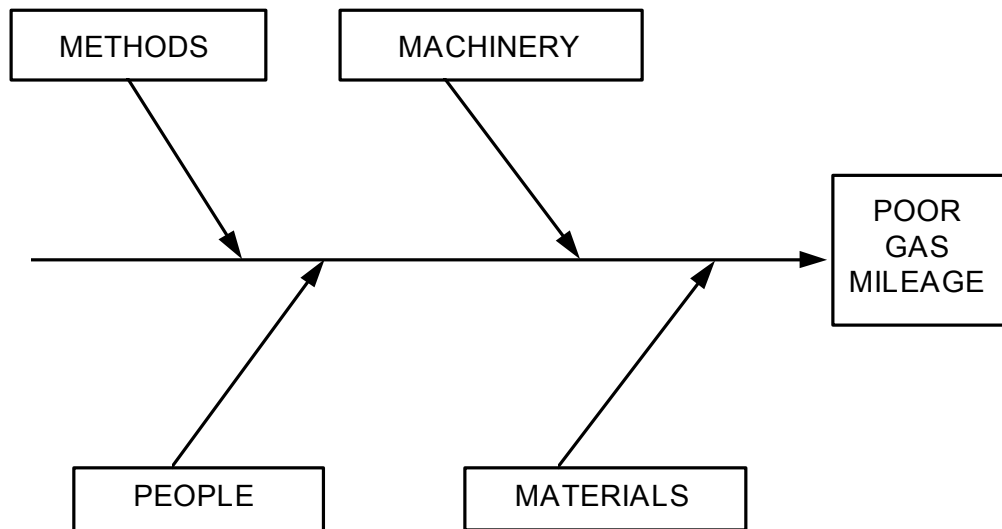 METHODS
MACHINERY
POOR
GAS
MILEAGE
PEOPLE
MATERIALS